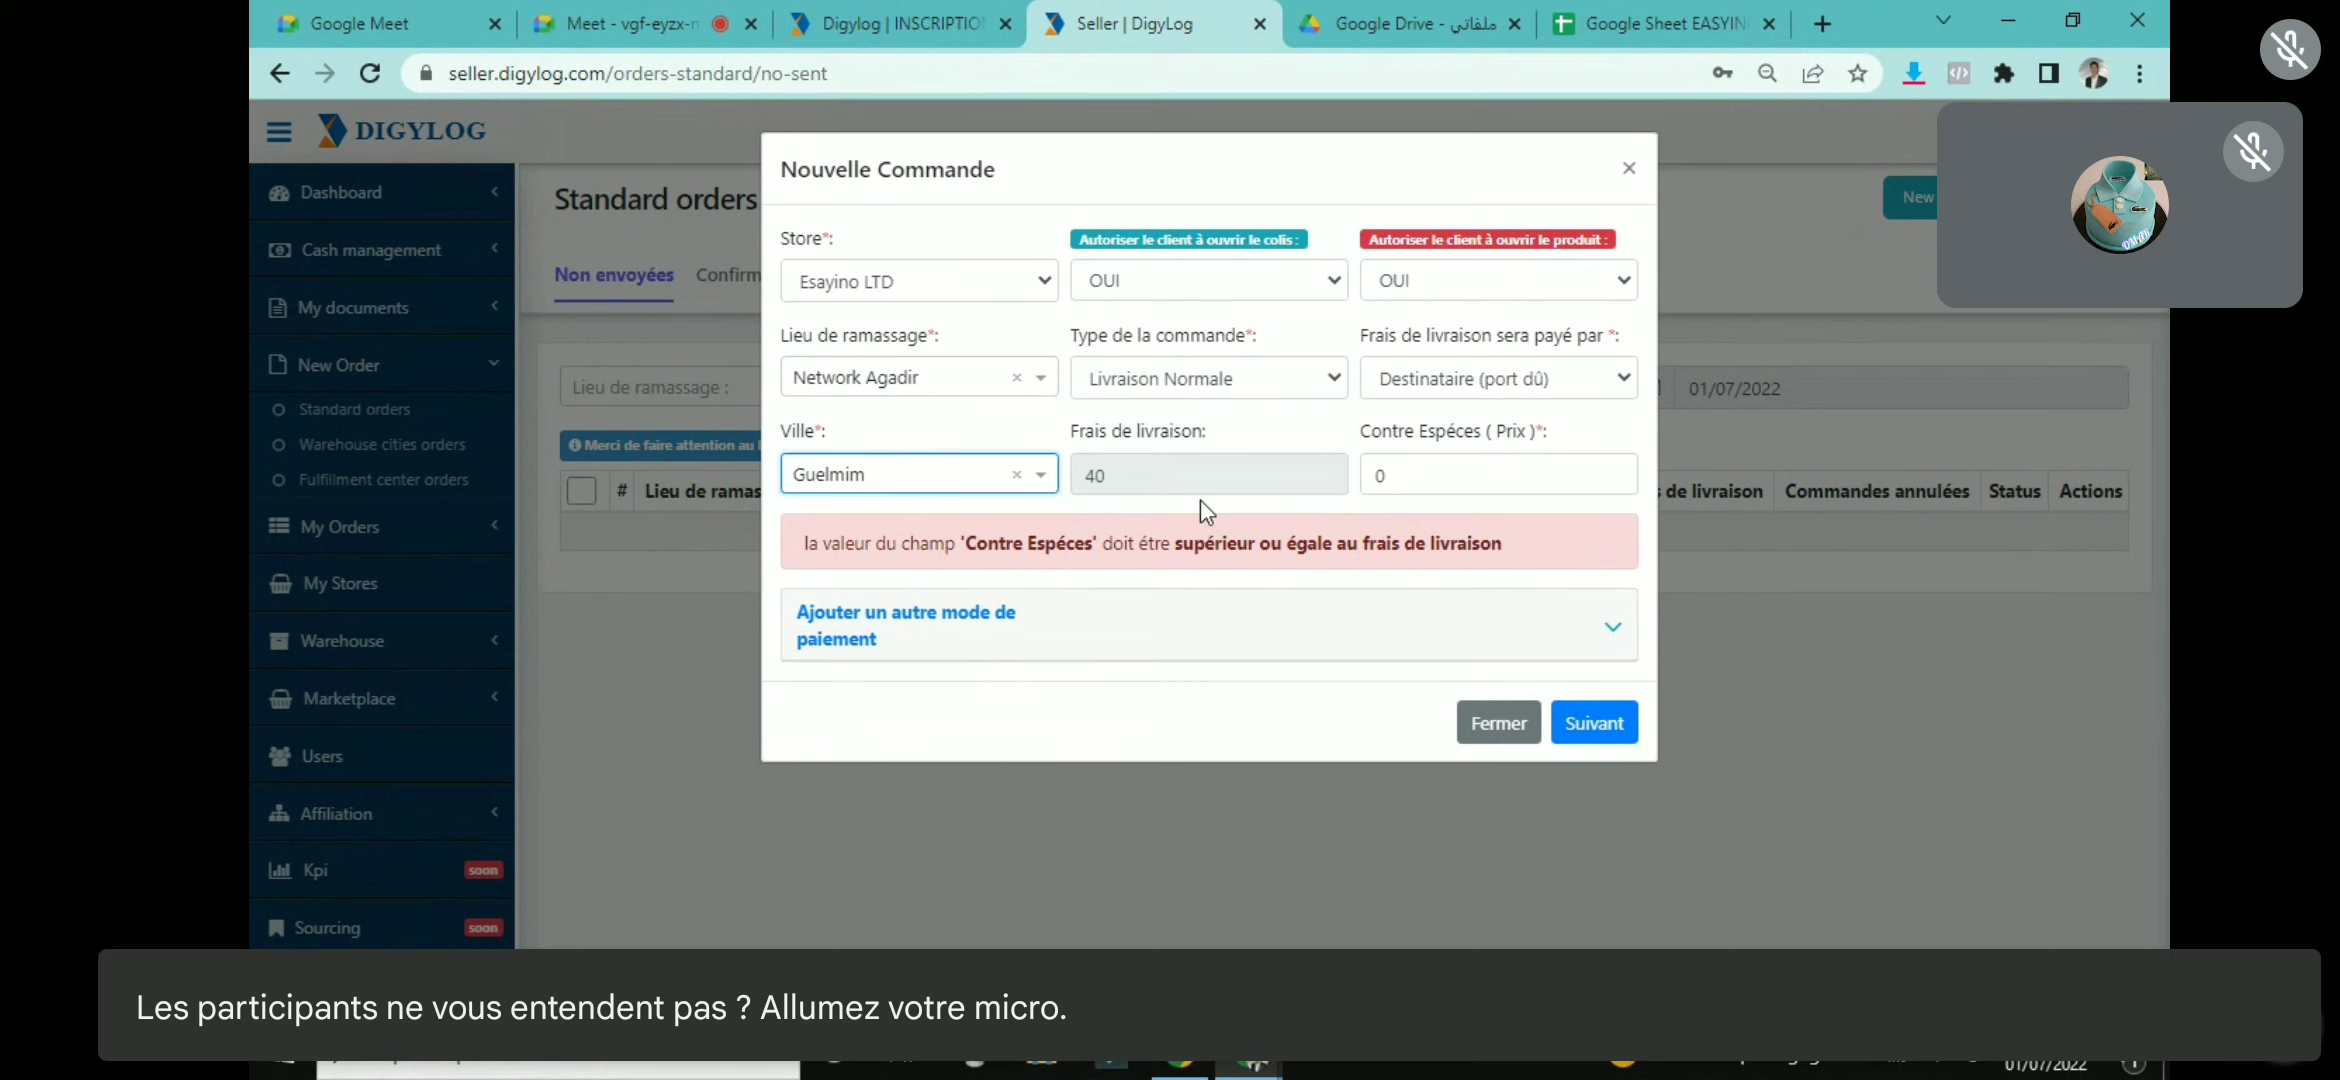 Google Meet
Meet - vgf-eyzx-
Digylog | INSCRIPTIO
Seller | DigyLog
Google Drive - ملفاتي
Google Sheet EASYIN
seller.digylog.com/orders-standard/no-sent
DIGYLOG
Dashboard
Cash management
My documents
New Order
Standard orders
Warehouse cities orders
Fulfillment center orders
My Orders
My Stores
Warehouse
Marketplace
Users
Affiliation
Kpi
soon
Sourcing
soon
Standard orders
New
Non envoyées
Confirm
Lieu de ramassage :
01/07/2022
Merci de faire attention au
# Lieu de ramas
de livraison Commandes annulées Status Actions
Nouvelle Commande
×
Store*:
Autoriser le client à ouvrir le colis :
Autoriser le client à ouvrir le produit :
Esayino LTD
OUI
OUI
Lieu de ramassage*:
Type de la commande*:
Frais de livraison sera payé par *:
Network Agadir
×
Livraison Normale
Destinataire (port dû)
Ville*:
Frais de livraison:
Contre Espéces ( Prix )*:
Guelmim
×
40
0
la valeur du champ 'Contre Espéces' doit étre supérieur ou égale au frais de livraison
Ajouter un autre mode de
paiement
Fermer
Suivant
Les participants ne vous entendent pas ? Allumez votre micro.
01/07/2022